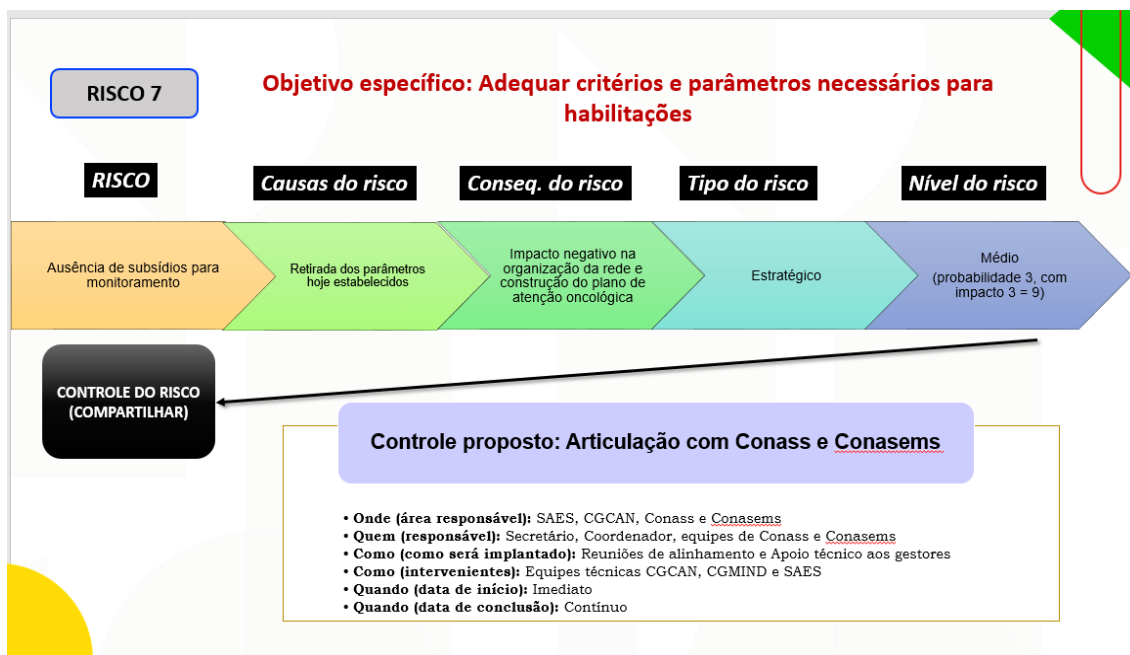 RISCO 7
Objetivo específico: Adequar critérios e parâmetros necessários para
habilitações
RISCO
Causas do risco
Conseq. do risco
Tipo do risco
Nível do risco
Ausência de subsídios para
monitoramento
Retirada dos parâmetros
hoje estabelecidos
Impacto negativo na
organização da rede e
construção do plano de
atenção oncológica
Estratégico
Médio
(probabilidade 3, com
impacto 3 = 9)
CONTROLE DO RISCO
(COMPARTILHAR)
Controle proposto: Articulação com Conass e Conasems
• Onde (área responsável): SAES, CGCAN, Conass e Conasems
• Quem (responsável): Secretário, Coordenador, equipes de Conass e Conasems
• Como (como será implantado): Reuniões de alinhamento e Apoio técnico aos gestores
• Como (intervenientes): Equipes técnicas CGCAN, CGMIND e SAES
• Quando (data de início): Imediato
• Quando (data de conclusão): Contínuo